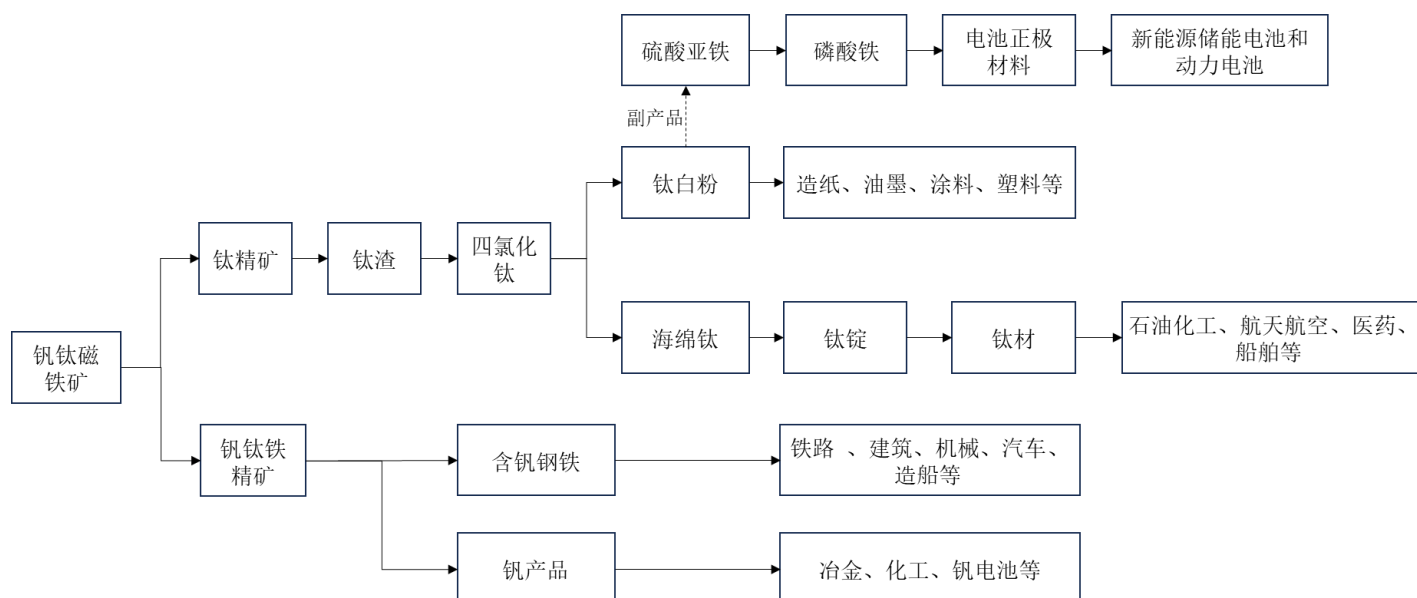 硫酸亚铁
磷酸铁
电池正极
材料
新能源储能电池和
动力电池
副产品
钛白粉
造纸、油墨、涂料、塑料等
钛精矿
钛渣
四氯化
钛
海绵钛
钛锭
钛材
石油化工、航天航空、医药、
船舶等
钒钛磁
铁矿
钒钛铁
精矿
含钒钢铁
铁路 、建筑、机械、汽车、
造船等
钒产品
冶金、化工、钒电池等